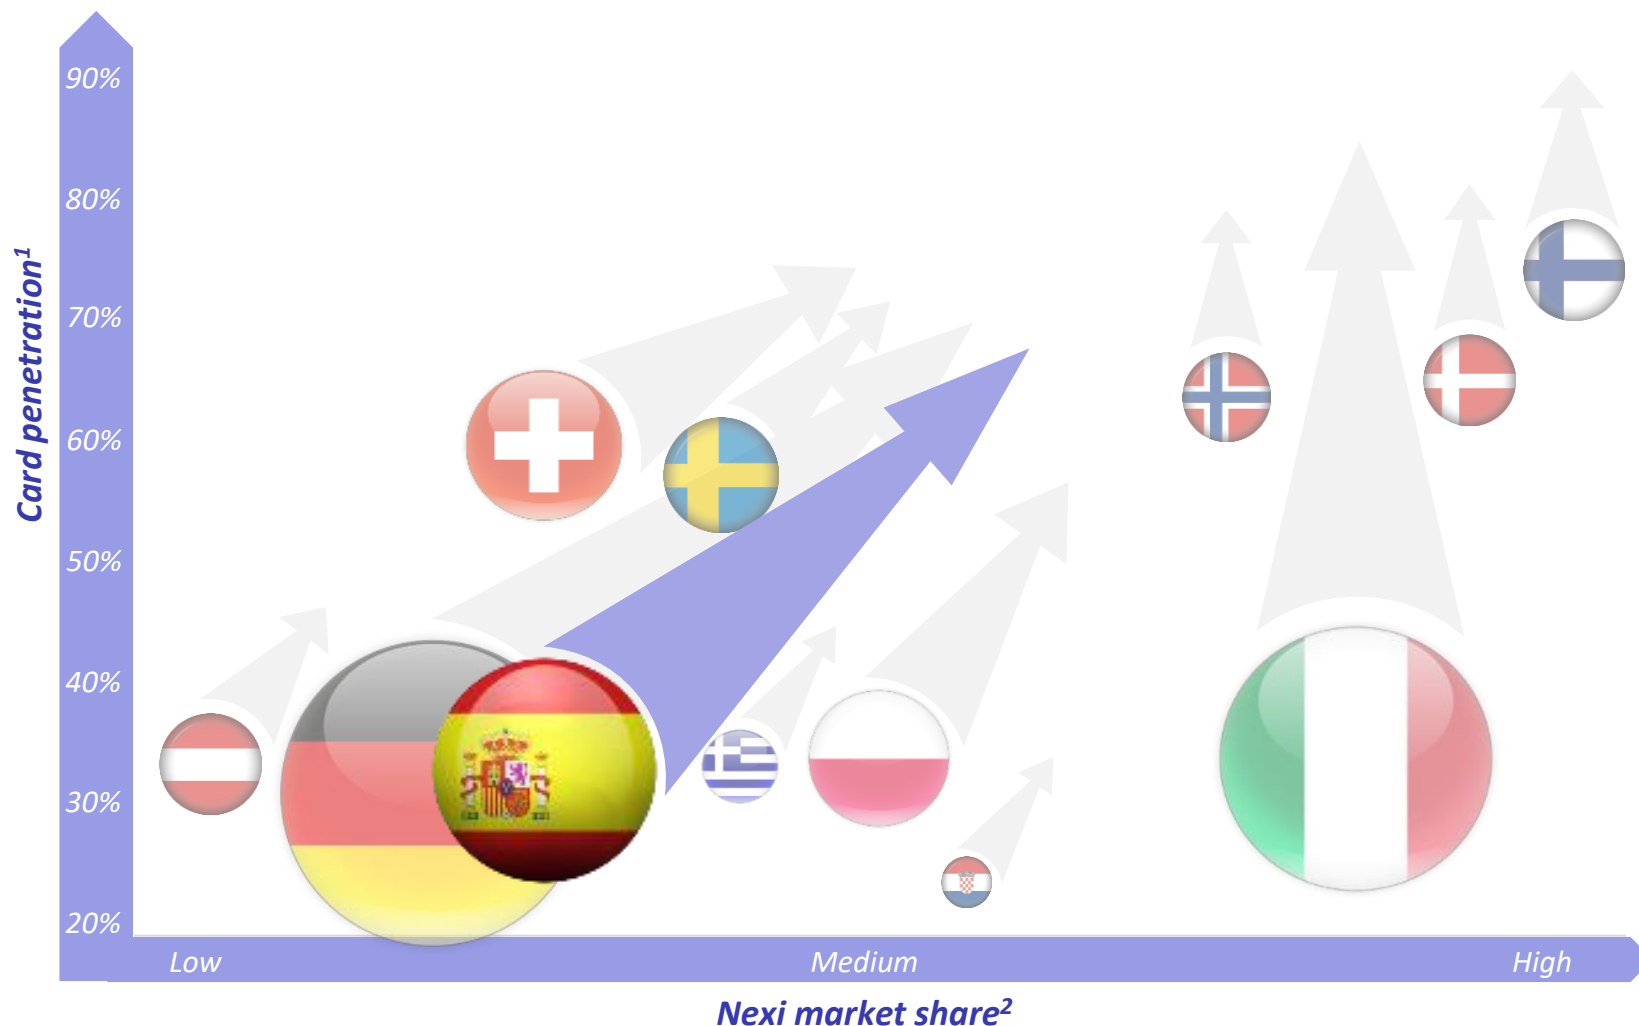 90%
80%
70%
60%
50%
40%
30%
20%
Card penetration¹
Low Medium High
Nexi market share²